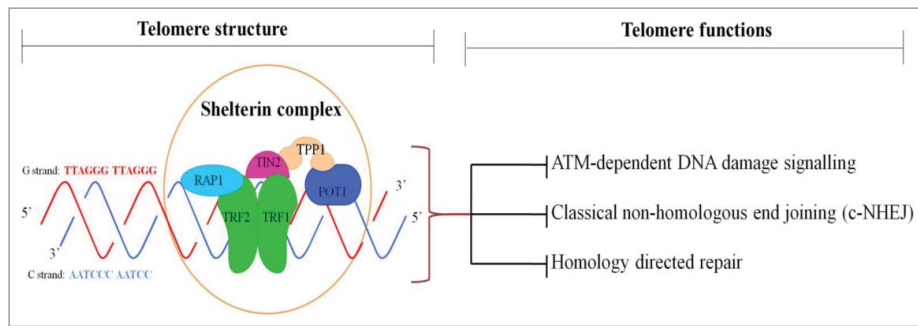 Telomere structure
Telomere functions
Shelterin complex
TPP1
TIN2
G strand: TTAGGG TTAGGG
RAP1
POT1
3’
5’
TRF2
TRF1
5’
3’
C strand: AATCCC AATCC
ATM-dependent DNA damage signalling
Classical non-homologous end joining (c-NHEJ)
Homology directed repair